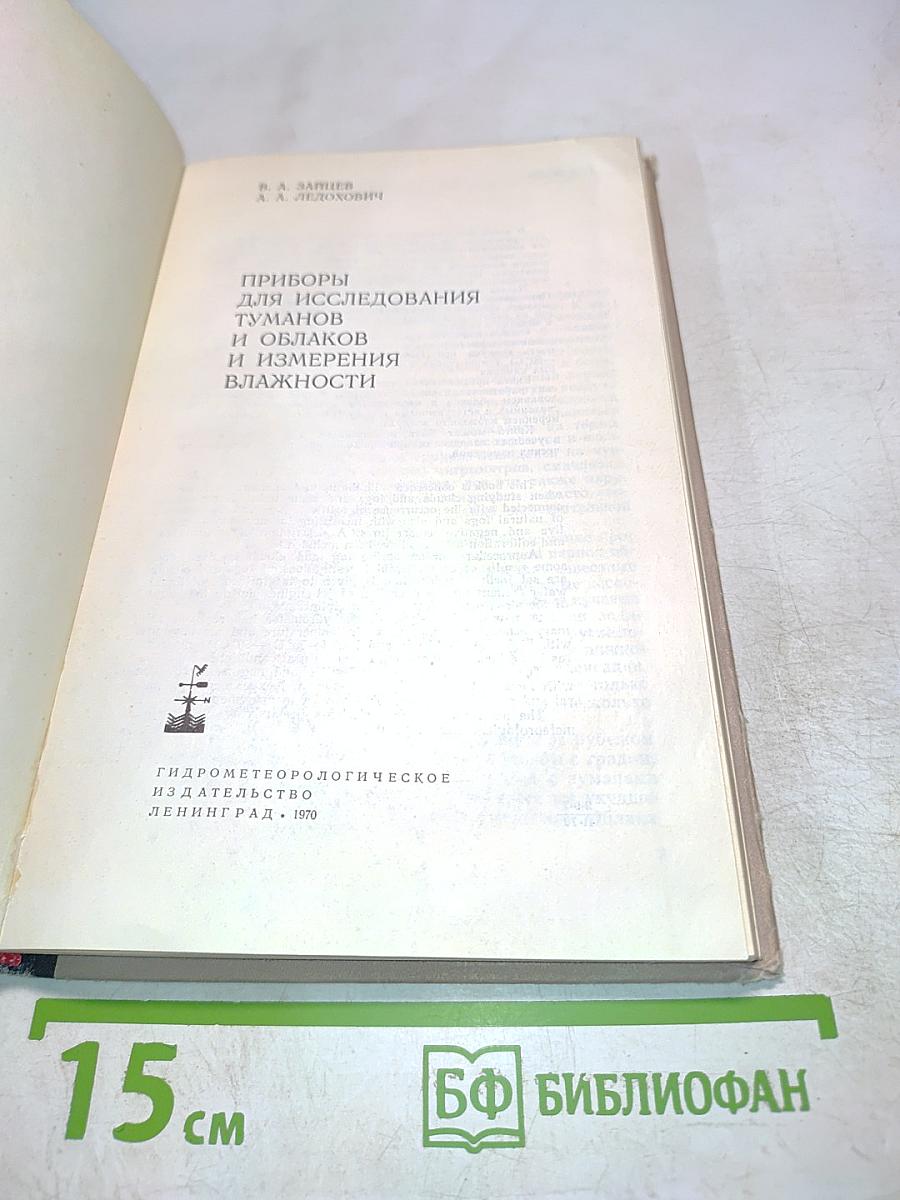 В. А. ЗАЙЦЕВ
А. А. ЛЕДОХОВИЧ
ПРИБОРЫ
ДЛЯ ИССЛЕДОВАНИЯ
ТУМАНОВ
И ОБЛАКОВ
И ИЗМЕРЕНИЯ
ВЛАЖНОСТИ
N
ГИДРОМЕТЕОРОЛОГИЧЕСКОЕ
ИЗДАТЕЛЬСТВО
ЛЕНИНГРАД • 1970
15 см
БФ БИБЛИОФАН